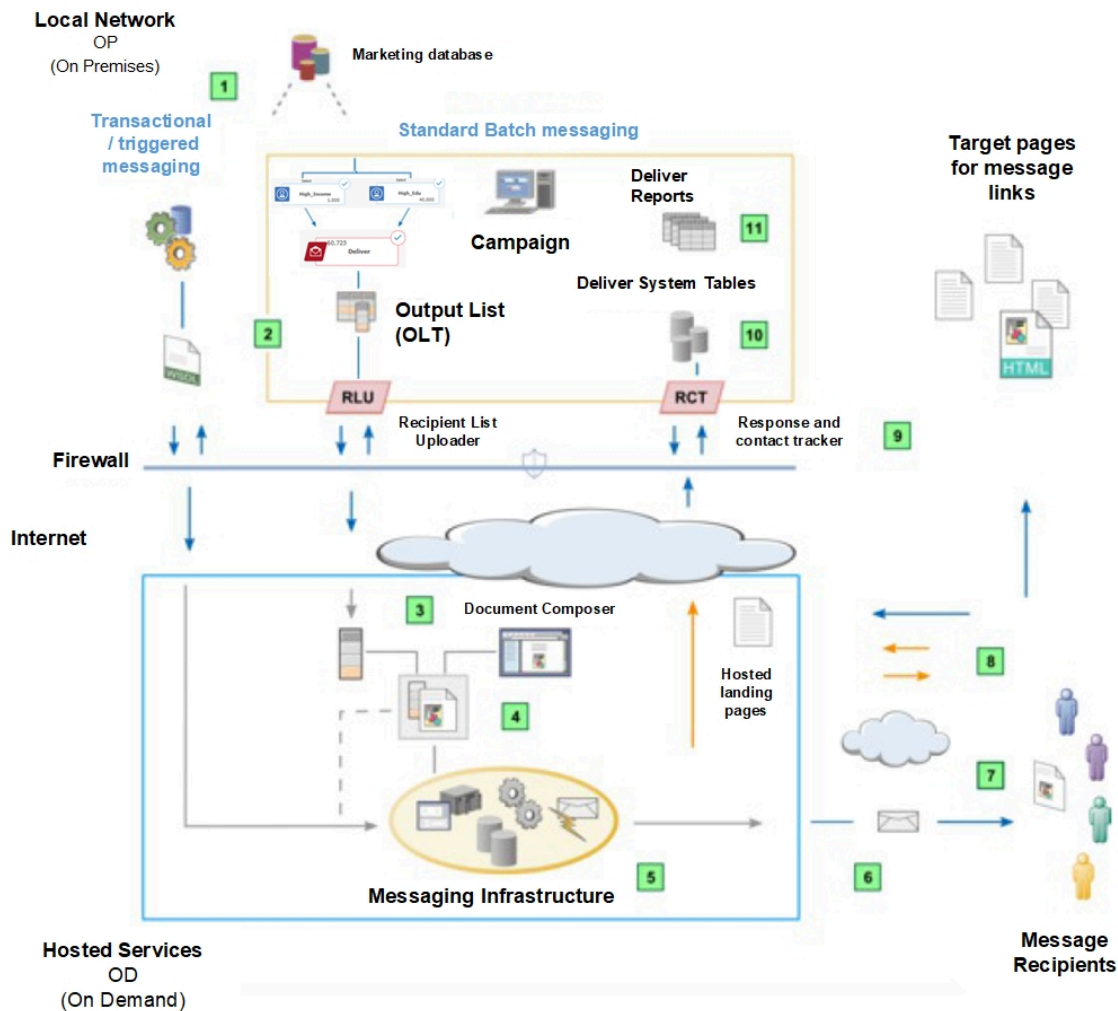 Local Network
OP
(On Premises)
Marketing database
1
Transactional
/ triggered
messaging
Standard Batch messaging
Target pages
for message
links
High_Income
High_Edu
Deliver
Campaign
Deliver
Reports
11
Deliver System Tables
Output List
(OLT)
2
10
WSDL
HTML
RLU
RCT
Recipient List
Uploader
Response and
contact tracker
9
Firewall
Internet
3
Document Composer
8
Hosted
landing
pages
4
7
5
6
Messaging Infrastructure
Message
Recipients
Hosted Services
OD
(On Demand)